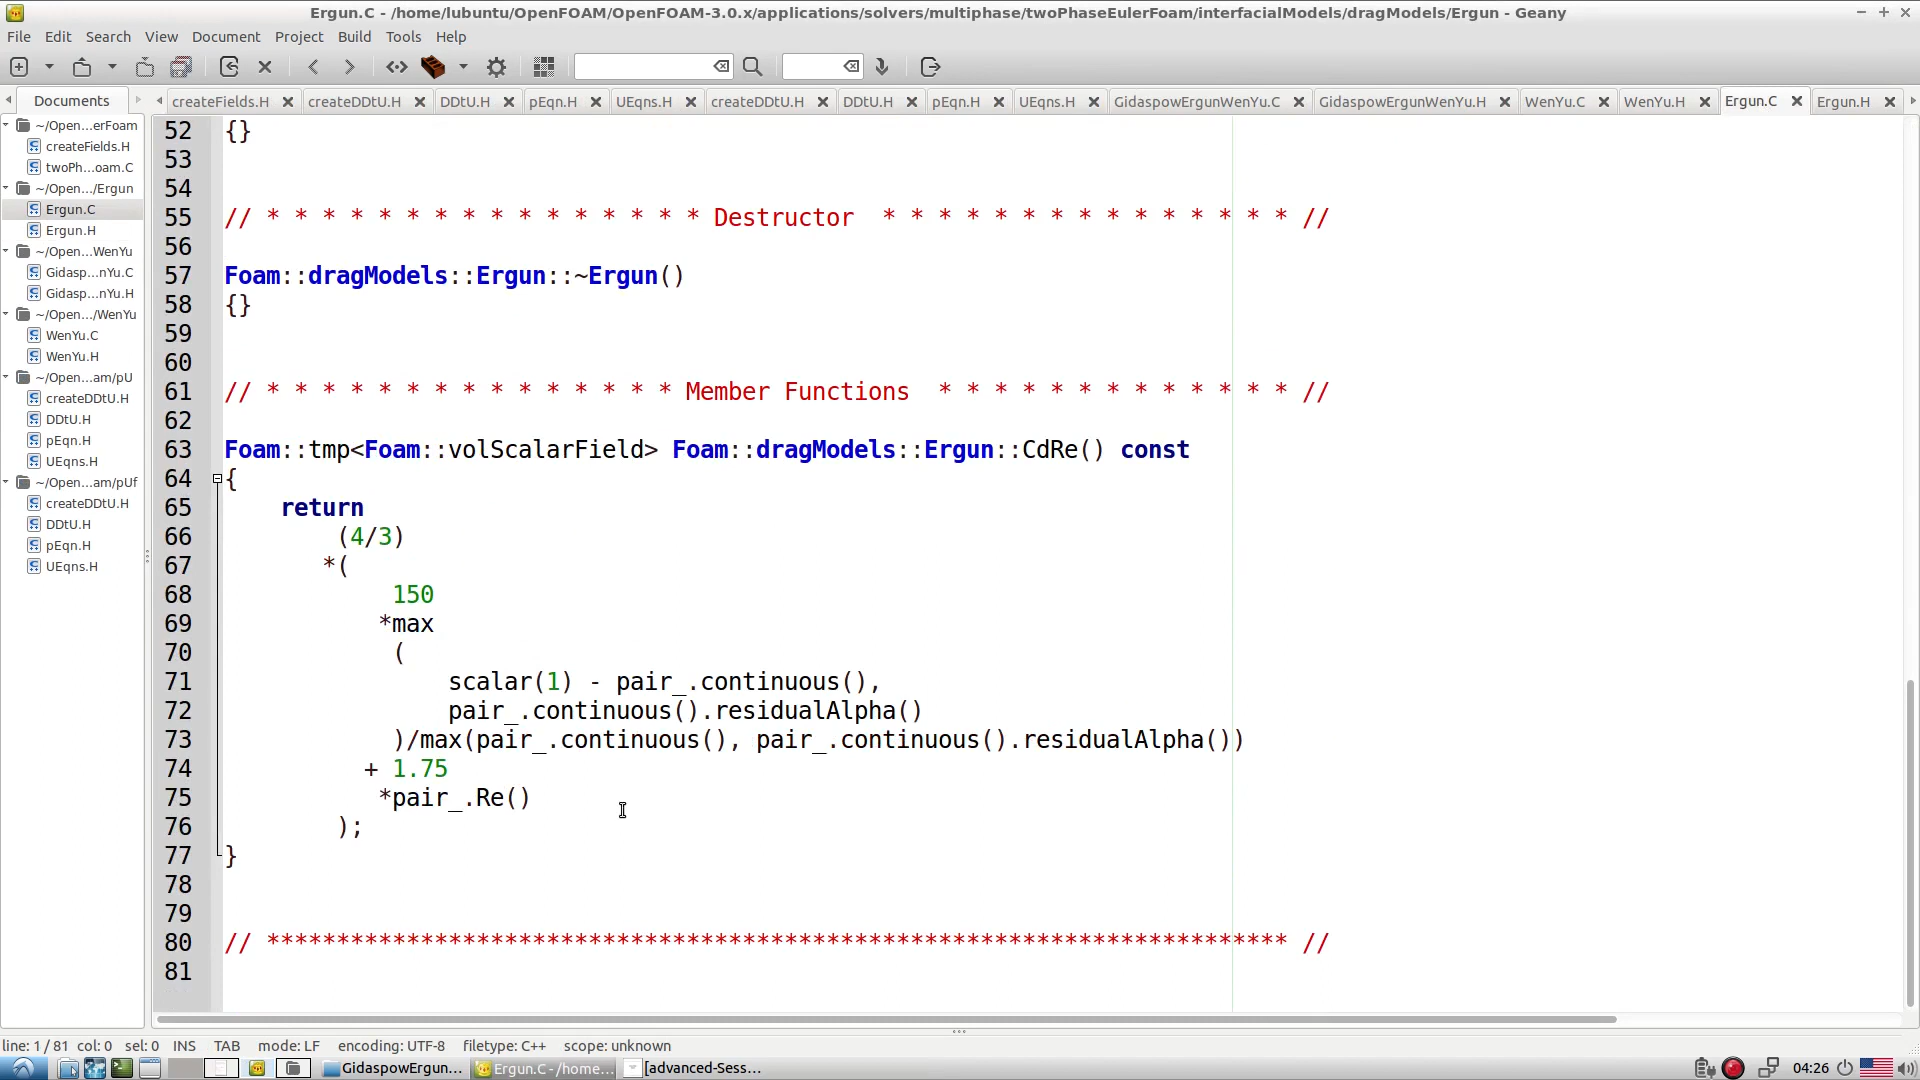 Ergun.C - /home/lubuntu/OpenFOAM/OpenFOAM-3.0.x/applications/solvers/multiphase/twoPhaseEulerFoam/interfacialModels/dragModels/Ergun - Geany
File Edit Search View Document Project Build Tools Help
Documents createFields.H createDDtU.H DDtU.H pEqn.H UEqns.H createDDtU.H DDtU.H pEqn.H UEqns.H GidaspowErgunWenYu.C GidaspowErgunWenYu.H WenYu.C WenYu.H Ergun.C Ergun.H
~/Open...erFoam
createFields.H
twoPh...oam.C
~/Open.../Ergun
Ergun.C
Ergun.H
~/Open...WenYu
Gidasp...nYu.C
Gidasp...nYu.H
~/Open.../WenYu
WenYu.C
WenYu.H
~/Open...am/pU
createDDtU.H
DDtU.H
pEqn.H
UEqns.H
~/Open...am/pUf
createDDtU.H
DDtU.H
pEqn.H
UEqns.H
52 {}
53
54
55 // * * * * * * * * * * * * * * * * Destructor  * * * * * * * * * * * * * * * //
56
57 Foam::dragModels::Ergun::~Ergun()
58 {}
59
60
61 // * * * * * * * * * * * * * * * Member Functions  * * * * * * * * * * * * * //
62
63 Foam::tmp<Foam::volScalarField> Foam::dragModels::Ergun::CdRe() const
64 {
65     return
66         (4/3)
67        *(
68             150
69            *max
70             (
71                 scalar(1) - pair_.continuous(),
72                 pair_.continuous().residualAlpha()
73             )/max(pair_.continuous(), pair_.continuous().residualAlpha())
74           + 1.75
75            *pair_.Re()
76         );
77 }
78
79
80 // ************************************************************************* //
81
line: 1 / 81 col: 0 sel: 0 INS TAB mode: LF encoding: UTF-8 filetype: C++ scope: unknown
GidaspowErgun... Ergun.C - /home... [advanced-Sess... 04:26